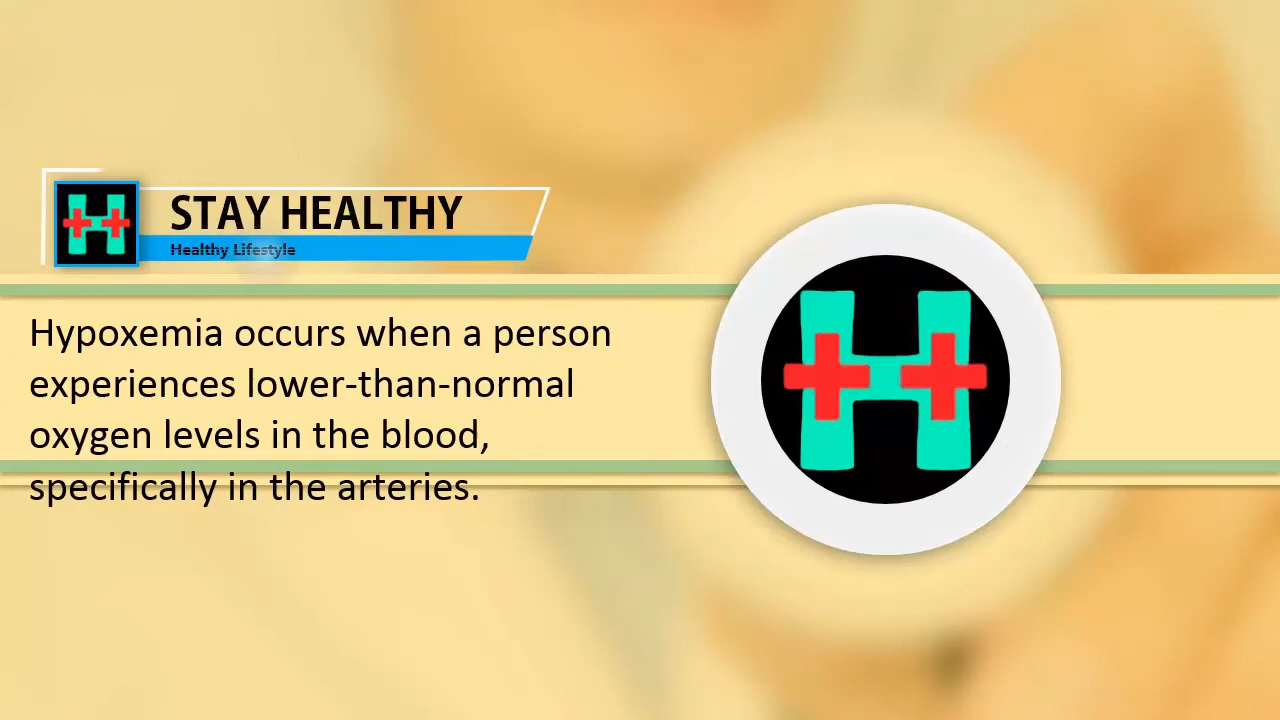 STAY HEALTHY
Healthy Lifestyle
Hypoxemia occurs when a person
experiences lower-than-normal
oxygen levels in the blood,
specifically in the arteries.